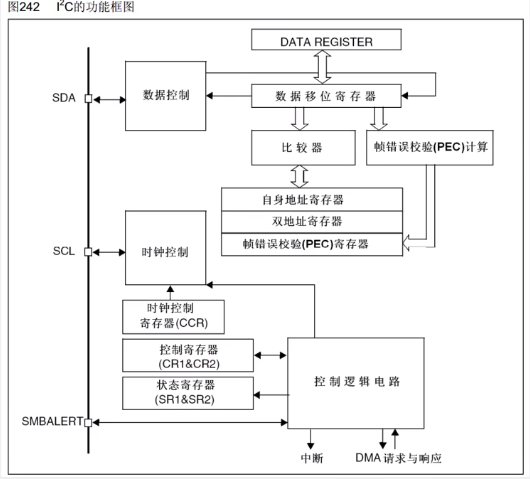 图242 I²C的功能框图
DATA REGISTER
SDA
数据控制
数据移位寄存器
比较器
帧错误校验(PEC)计算
自身地址寄存器
双地址寄存器
帧错误校验(PEC)寄存器
SCL
时钟控制
时钟控制
寄存器(CCR)
控制寄存器
(CR1&CR2)
控制逻辑电路
状态寄存器
(SR1&SR2)
SMBALERT
中断
DMA 请求与响应